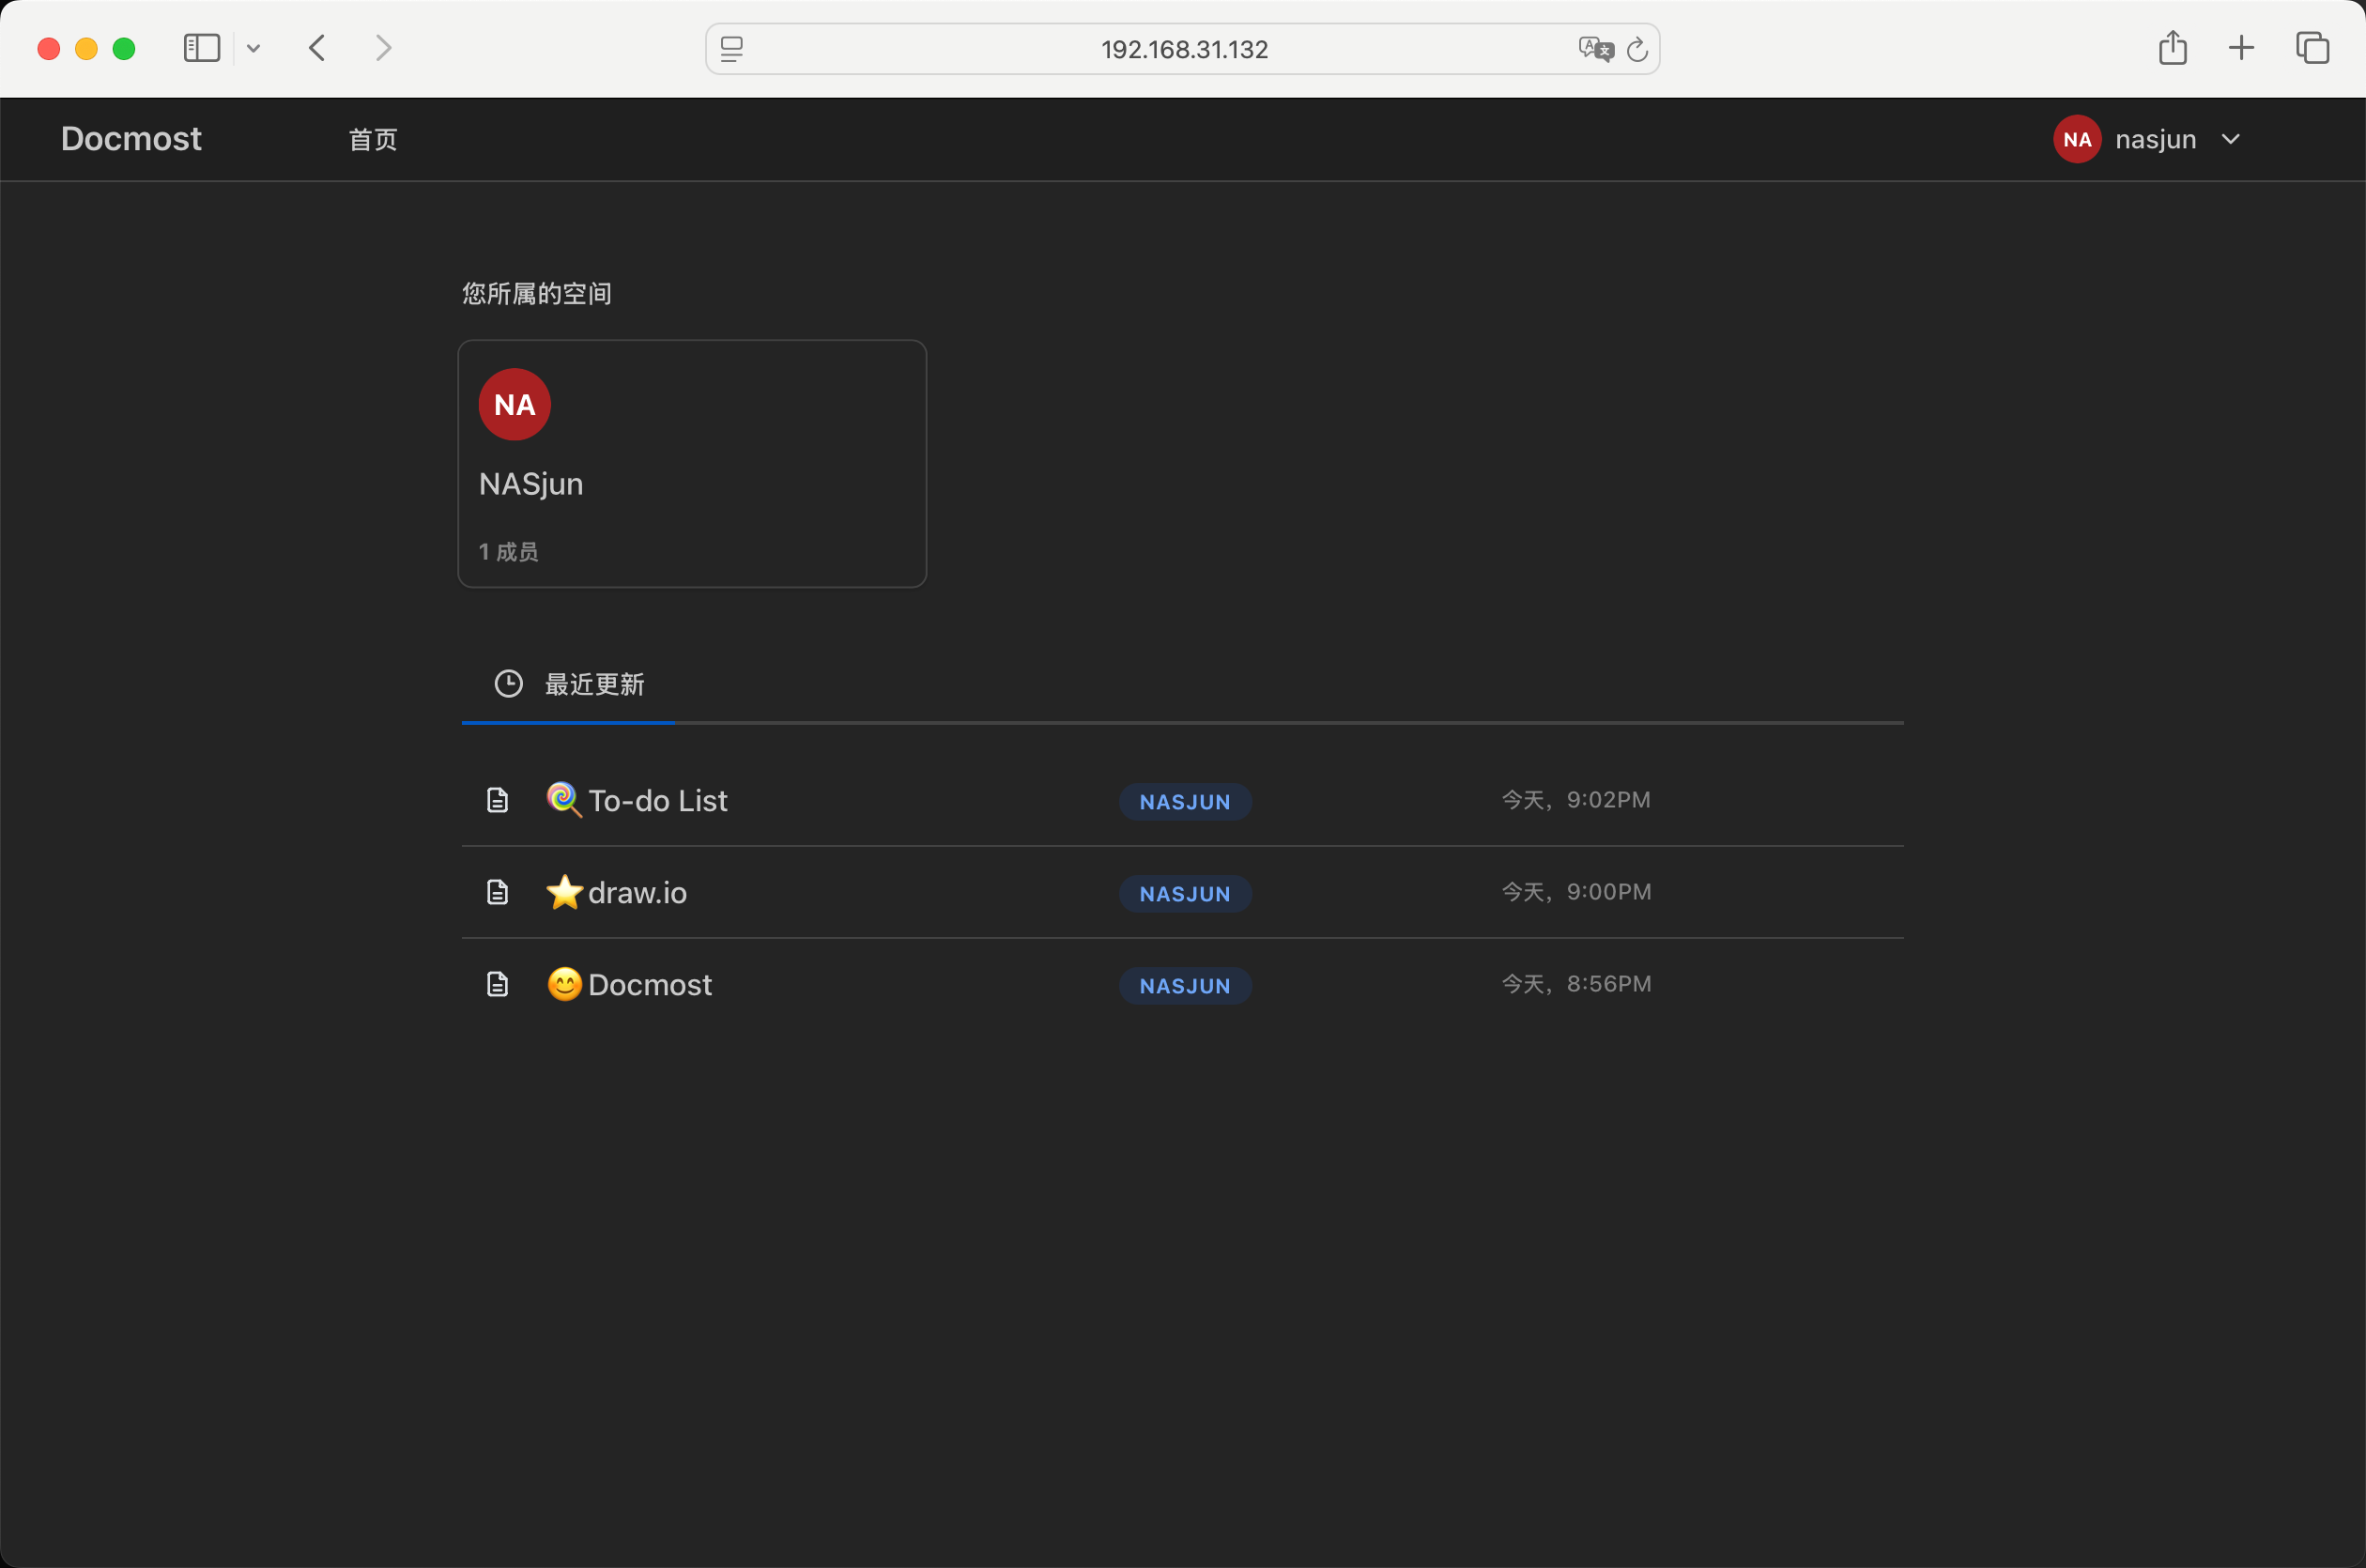 192.168.31.132
Docmost 首页 NA nasjun
您所属的空间
NA
NASjun
1 成员
最近更新
To-do List NASJUN 今天，9:02PM
draw.io NASJUN 今天，9:00PM
Docmost NASJUN 今天，8:56PM